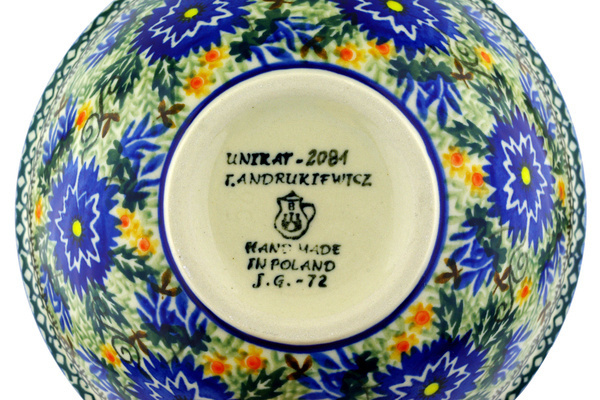 UNIKAT - 2081
T. ANDRUKIEWICZ
HAND MADE
IN POLAND
J.G. - 72